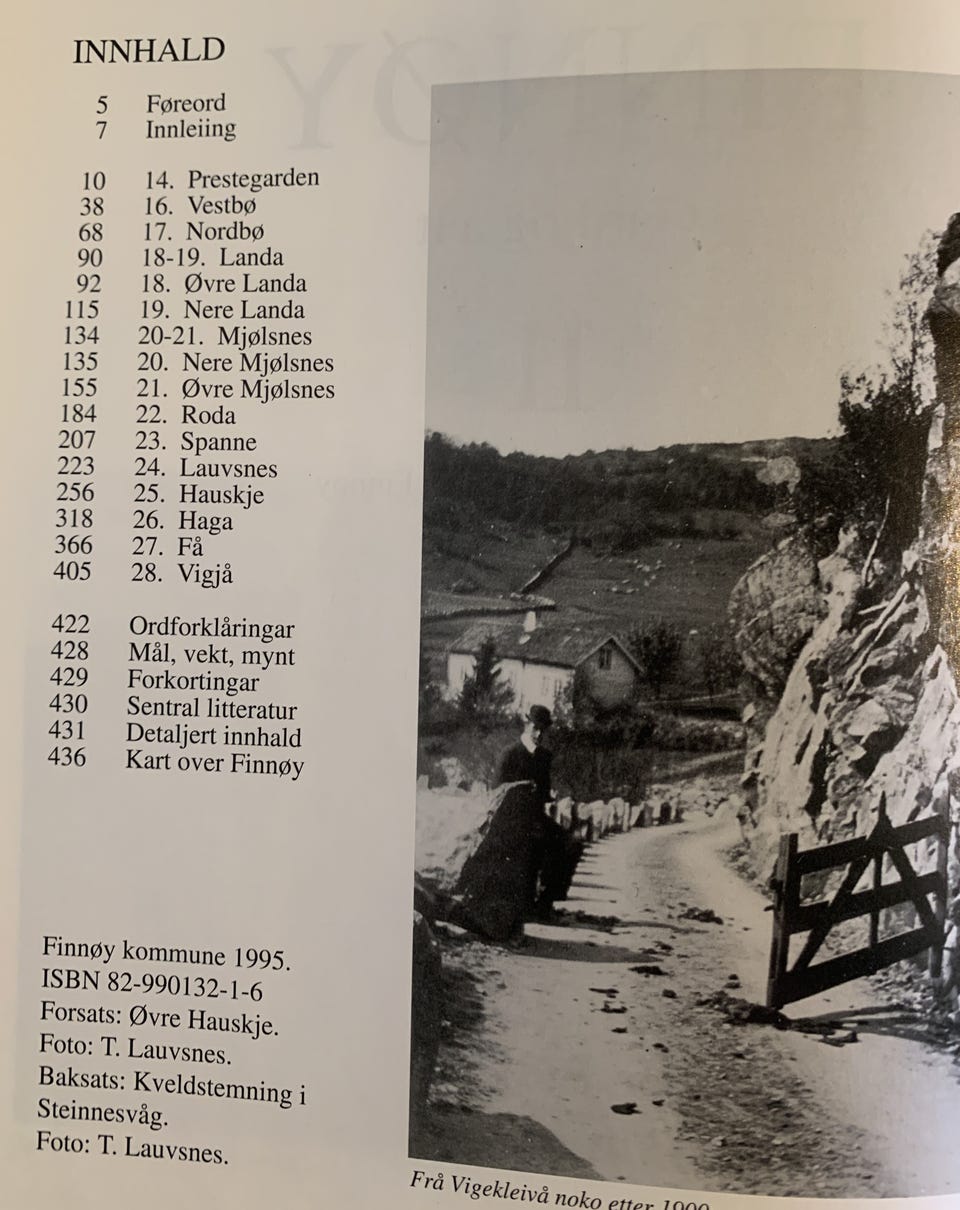 INNHALD
5 Føreord
7 Innleiing
10 14. Prestegarden
38 16. Vestbø
68 17. Nordbø
90 18-19. Landa
92 18. Øvre Landa
115 19. Nere Landa
134 20-21. Mjølsnes
135 20. Nere Mjølsnes
155 21. Øvre Mjølsnes
184 22. Roda
207 23. Spanne
223 24. Lauvsnes
256 25. Hauskje
318 26. Haga
366 27. Få
405 28. Vigjå
422 Ordforklåringar
428 Mål, vekt, mynt
429 Forkortingar
430 Sentral litteratur
431 Detaljert innhald
436 Kart over Finnøy
Finnøy kommune 1995.
ISBN 82-990132-1-6
Forsats: Øvre Hauskje.
Foto: T. Lauvsnes.
Baksats: Kveldstemning i
Steinnesvåg.
Foto: T. Lauvsnes.
Frå Vigekleivå noko etter 1900